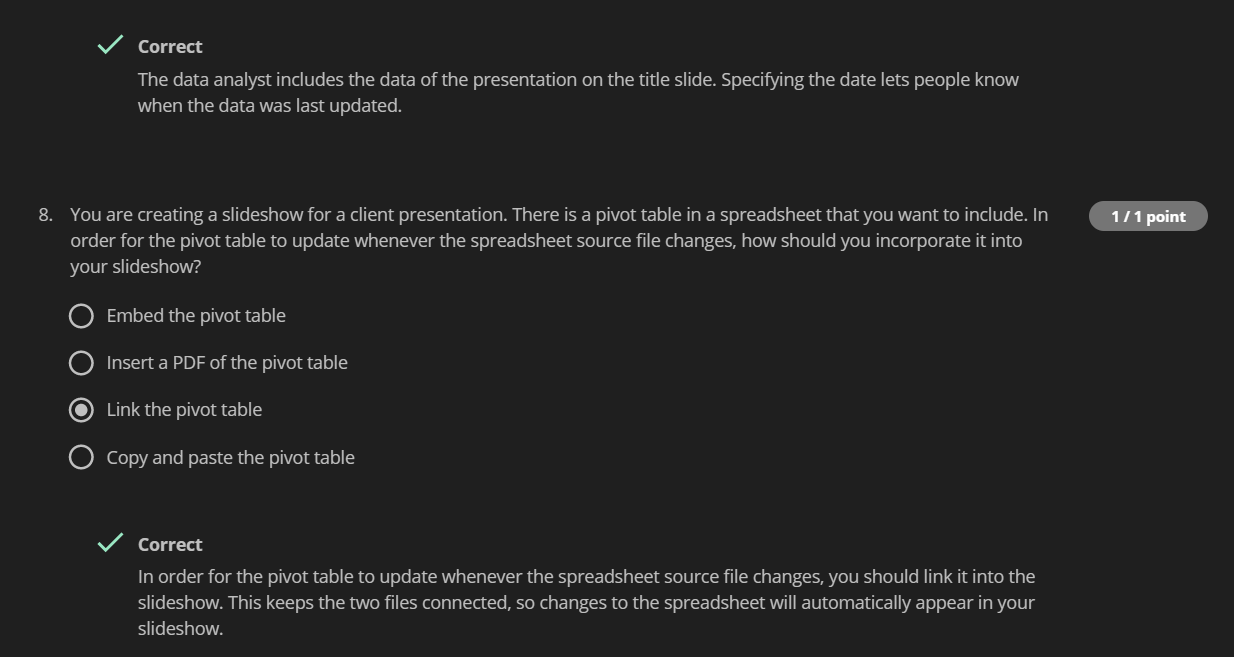 Correct
The data analyst includes the data of the presentation on the title slide. Specifying the date lets people know
when the data was last updated.
8. You are creating a slideshow for a client presentation. There is a pivot table in a spreadsheet that you want to include. In
1 / 1 point
order for the pivot table to update whenever the spreadsheet source file changes, how should you incorporate it into
your slideshow?
Embed the pivot table
Insert a PDF of the pivot table
Link the pivot table
Copy and paste the pivot table
Correct
In order for the pivot table to update whenever the spreadsheet source file changes, you should link it into the
slideshow. This keeps the two files connected, so changes to the spreadsheet will automatically appear in your
slideshow.